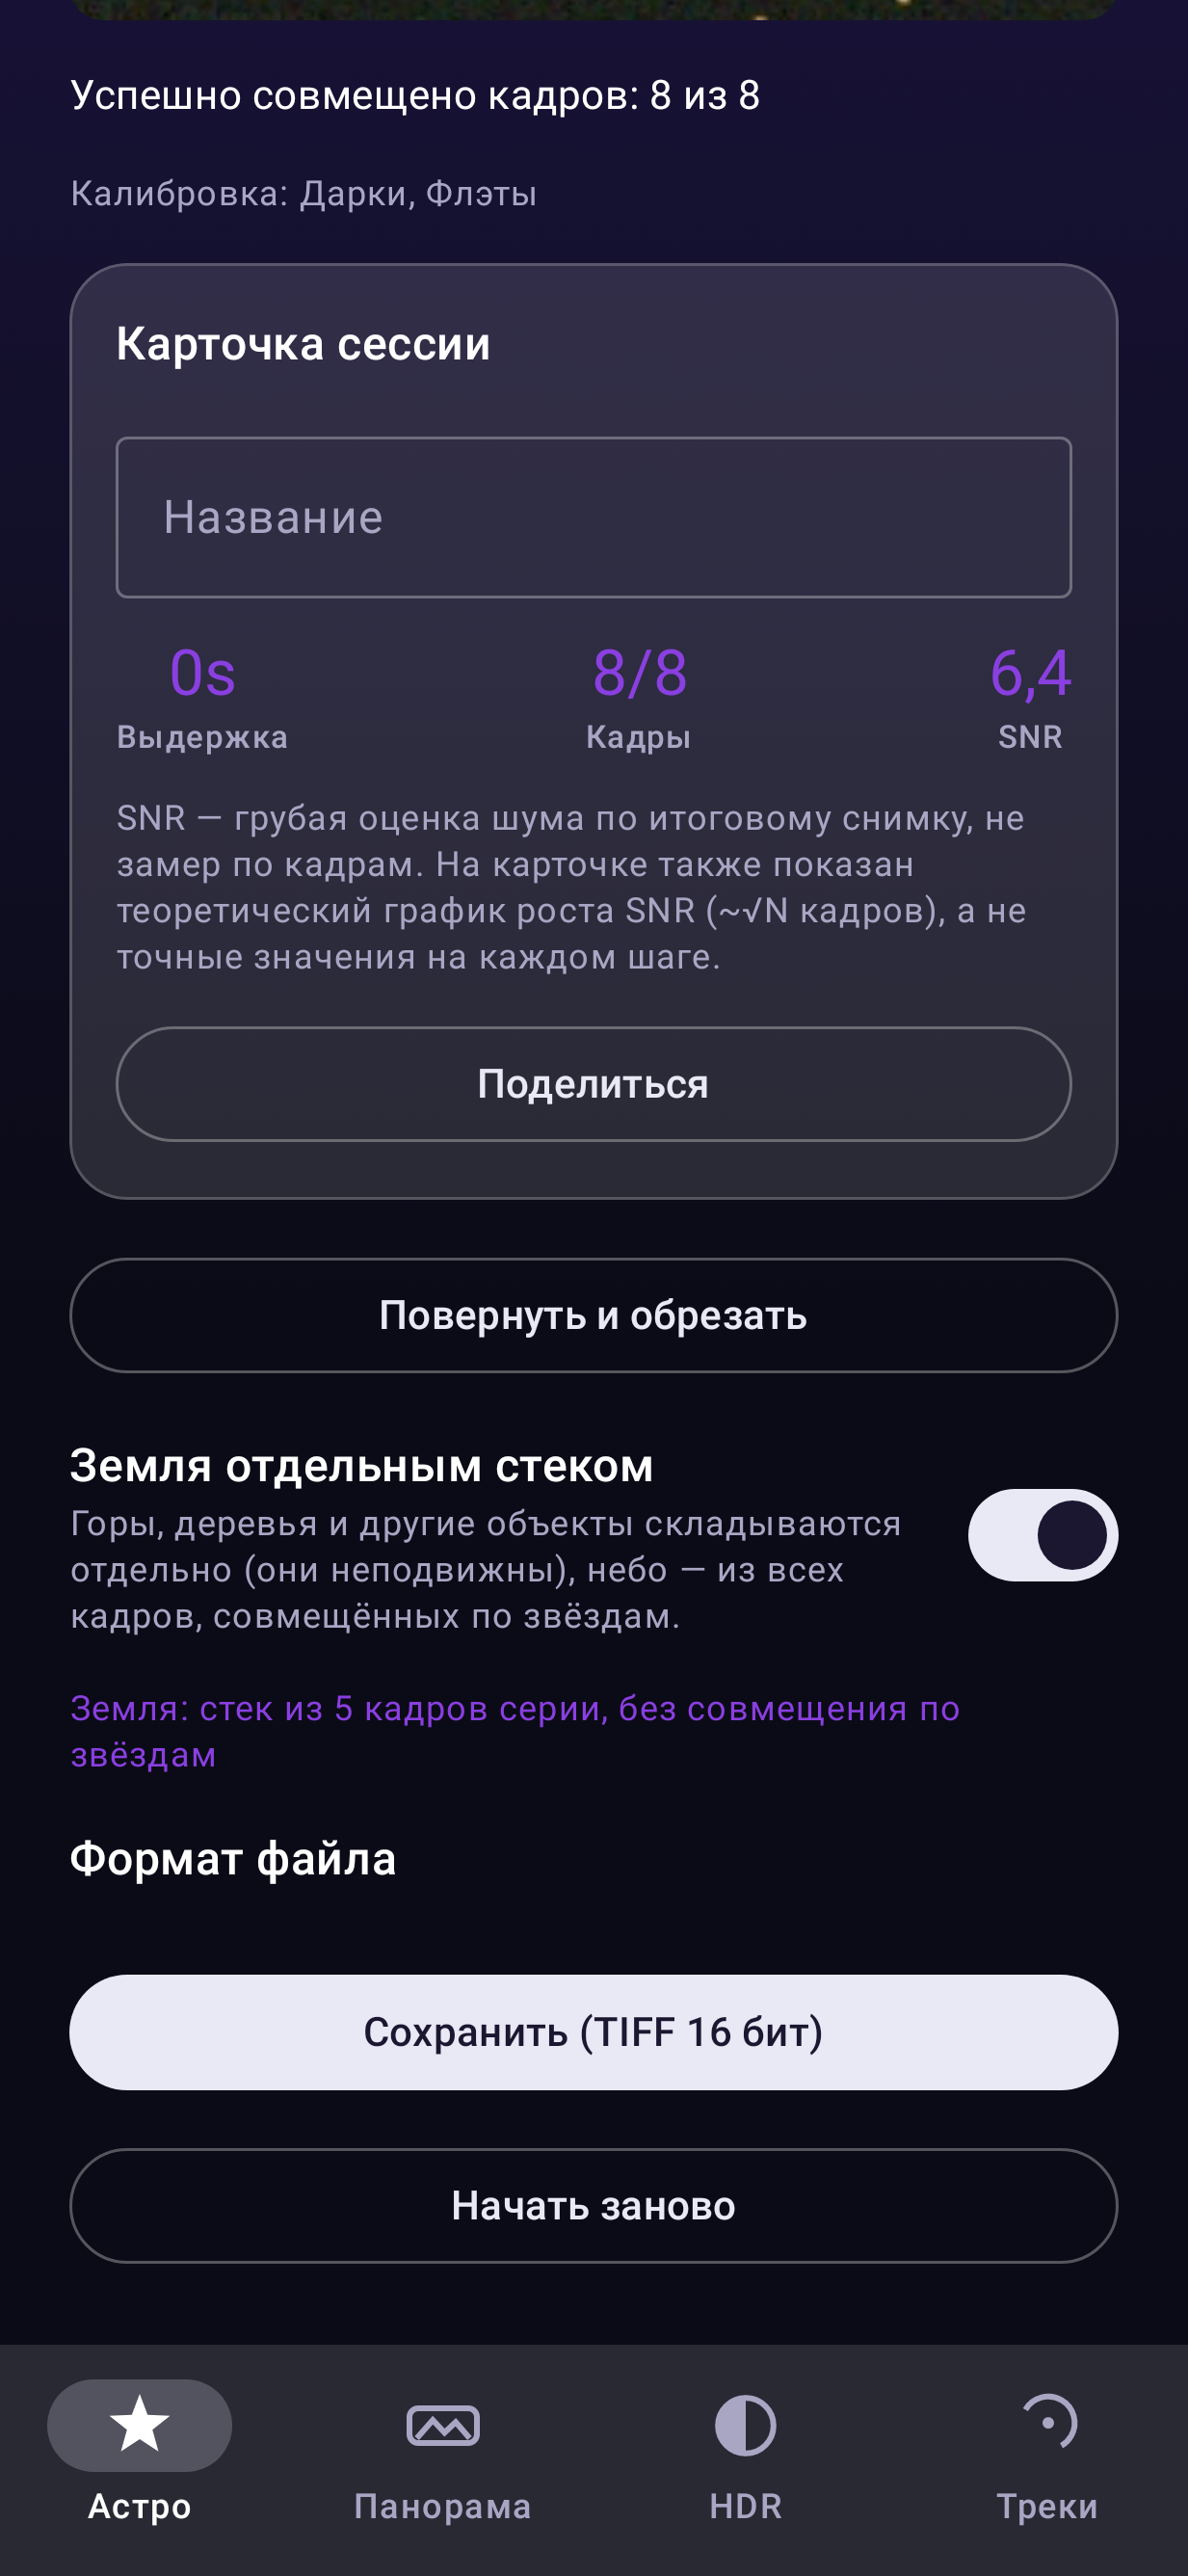 Успешно совмещено кадров: 8 из 8
Калибровка: Дарки, Флэты
Карточка сессии
Название
0s
8/8
6,4
Выдержка
Кадры
SNR
SNR — грубая оценка шума по итоговому снимку, не
замер по кадрам. На карточке также показан
теоретический график роста SNR (~√N кадров), а не
точные значения на каждом шаге.
Поделиться
Повернуть и обрезать
Земля отдельным стеком
Горы, деревья и другие объекты складываются
отдельно (они неподвижны), небо — из всех
кадров, совмещённых по звёздам.
Земля: стек из 5 кадров серии, без совмещения по
звёздам
Формат файла
Сохранить (TIFF 16 бит)
Начать заново
Астро
Панорама
HDR
Треки